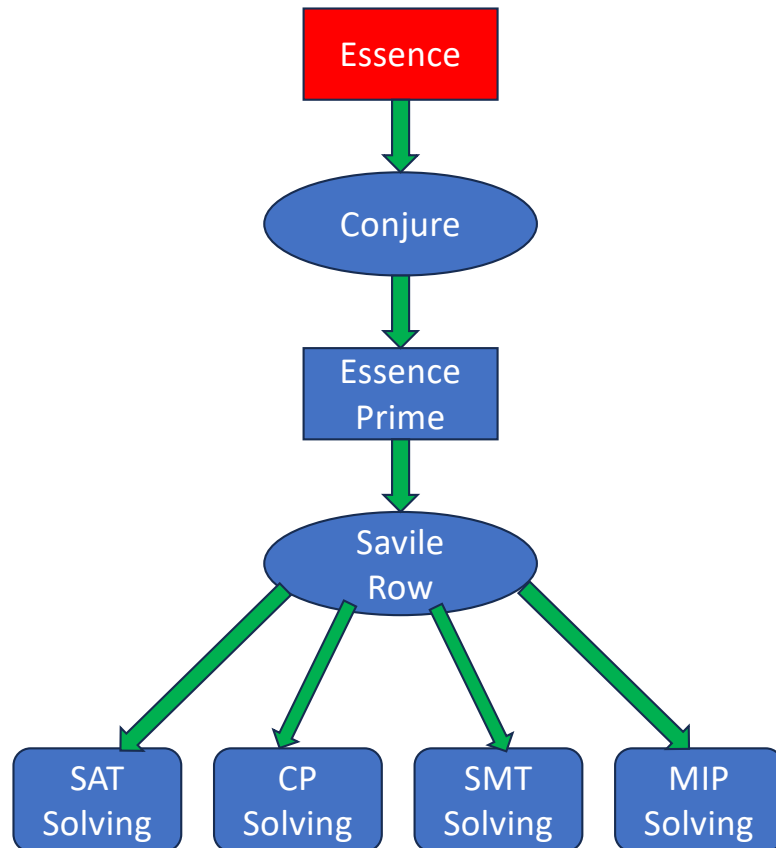 Essence
Conjure
Essence
Prime
Savile
Row
SAT
Solving
CP
Solving
SMT
Solving
MIP
Solving